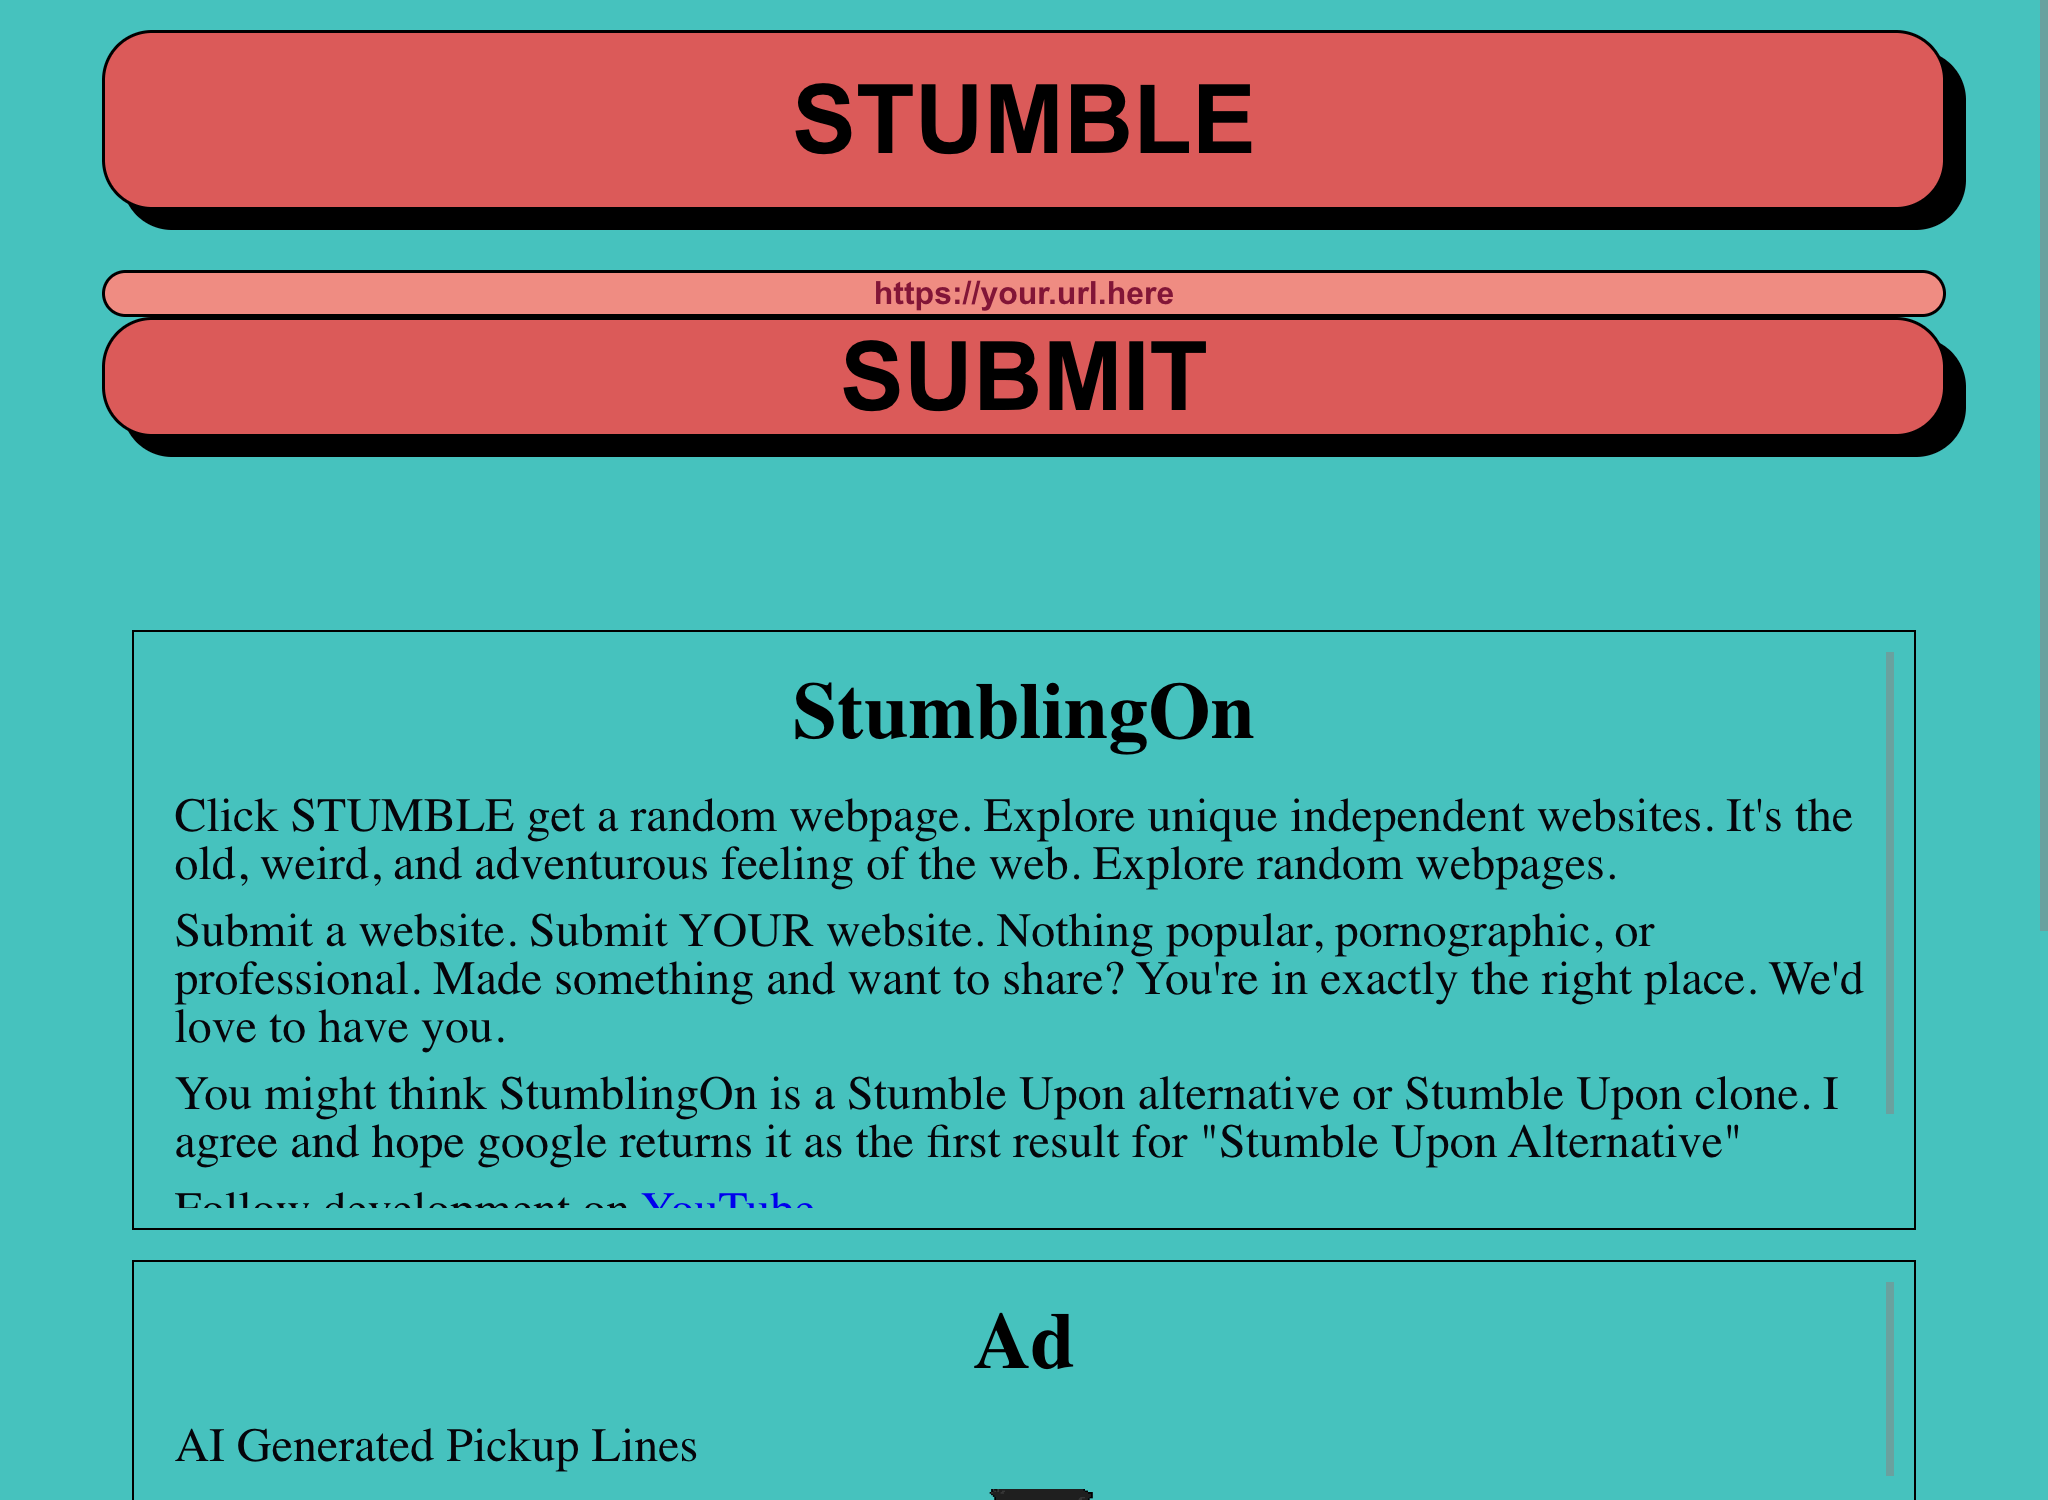 STUMBLE
https://your.url.here
SUBMIT
StumblingOn
Click STUMBLE get a random webpage. Explore unique independent websites. It's the
old, weird, and adventurous feeling of the web. Explore random webpages.
Submit a website. Submit YOUR website. Nothing popular, pornographic, or
professional. Made something and want to share? You're in exactly the right place. We'd
love to have you.
You might think StumblingOn is a Stumble Upon alternative or Stumble Upon clone. I
agree and hope google returns it as the first result for "Stumble Upon Alternative"
Follow development on YouTube
Ad
AI Generated Pickup Lines